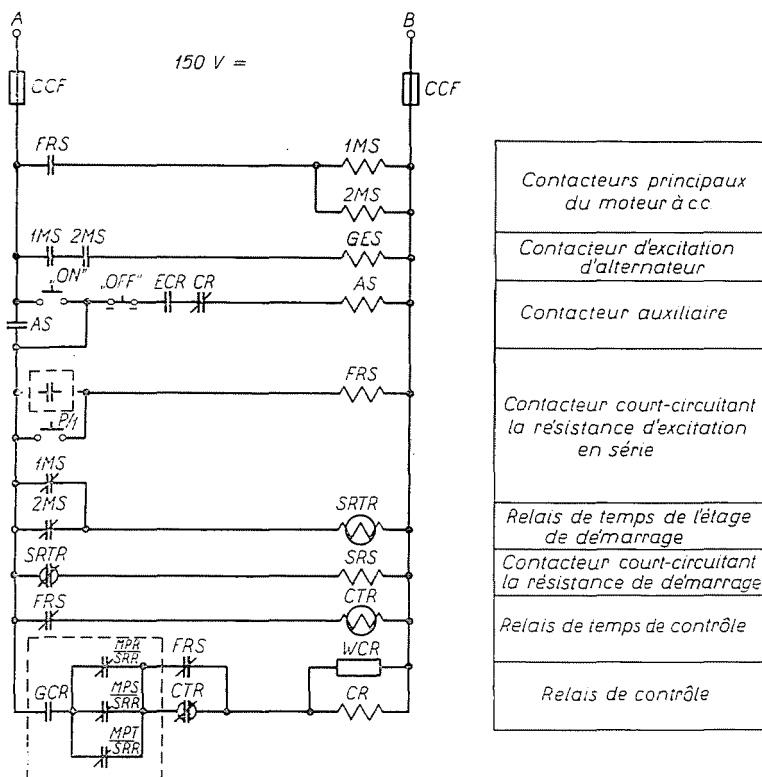 A B
150 V =
CCF CCF
FRS 1MS
2MS
Contacteurs principaux
du moteur à c.c.
1MS 2MS GES
Contacteur d'excitation
d'alternateur
„ON" „OFF" ECR CR AS
AS
Contacteur auxiliaire
FRS
P/1
Contacteur court-circuitant
la résistance d'excitation
en série
1MS
2MS SRTR
Relais de temps de l'étage
de démarrage
SRTR SRS
Contacteur court-circuitant
la résistance de démarrage
FRS CTR
Relais de temps de contrôle
MPR FRS WCR
SRR
GCR MPS CTR CR
SRR
MPT
SRR
Relais de contrôle